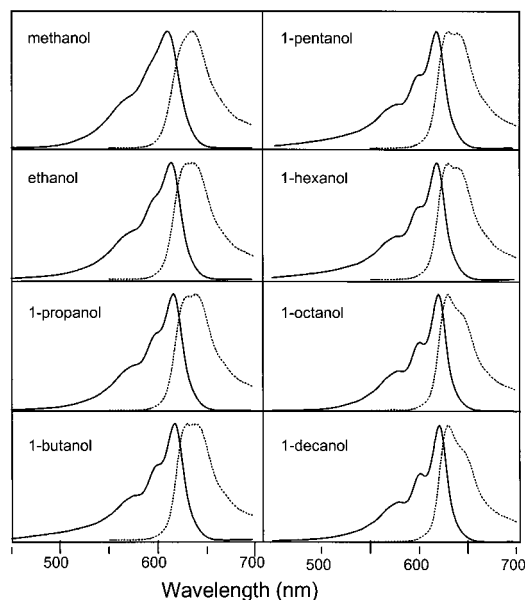 methanol
1-pentanol
ethanol
1-hexanol
1-propanol
1-octanol
1-butanol
1-decanol
500 600 700 500 600 700
Wavelength (nm)